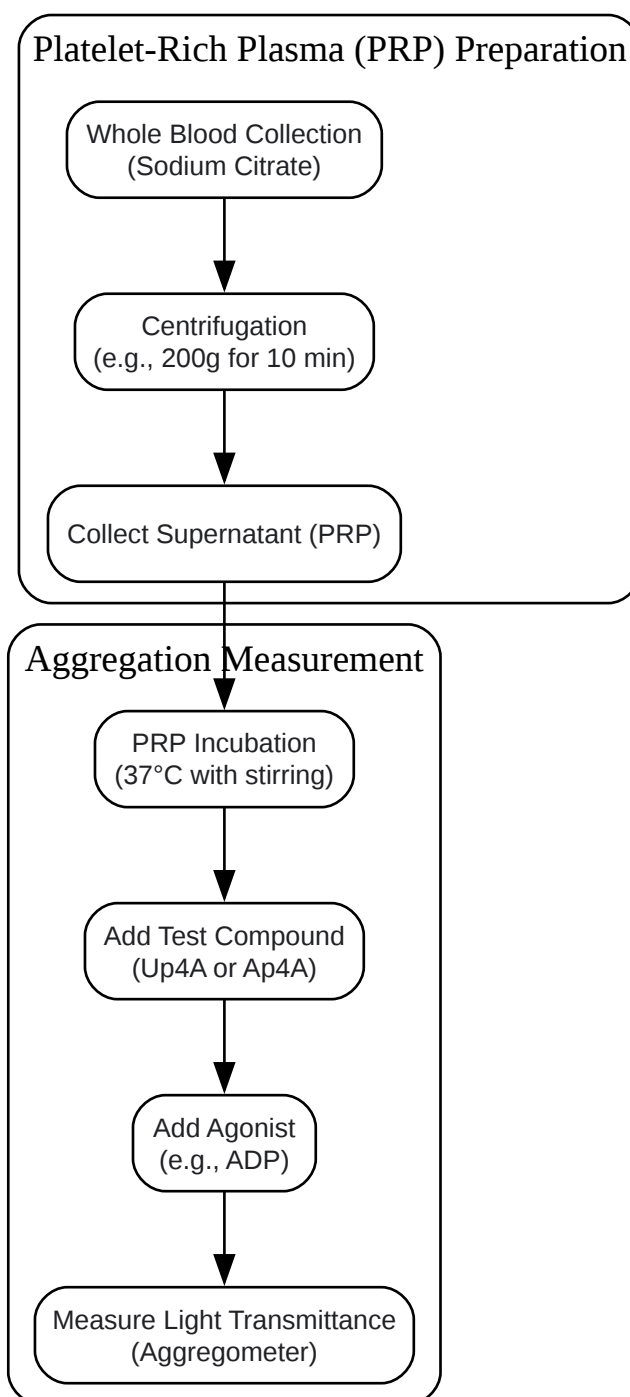 Platelet-Rich Plasma (PRP) Preparation
Whole Blood Collection
(Sodium Citrate)
Centrifugation
(e.g., 200g for 10 min)
Collect Supernatant (PRP)
Aggregation Measurement
PRP Incubation
(37°C with stirring)
Add Test Compound
(Up4A or Ap4A)
Add Agonist
(e.g., ADP)
Measure Light Transmittance
(Aggregometer)